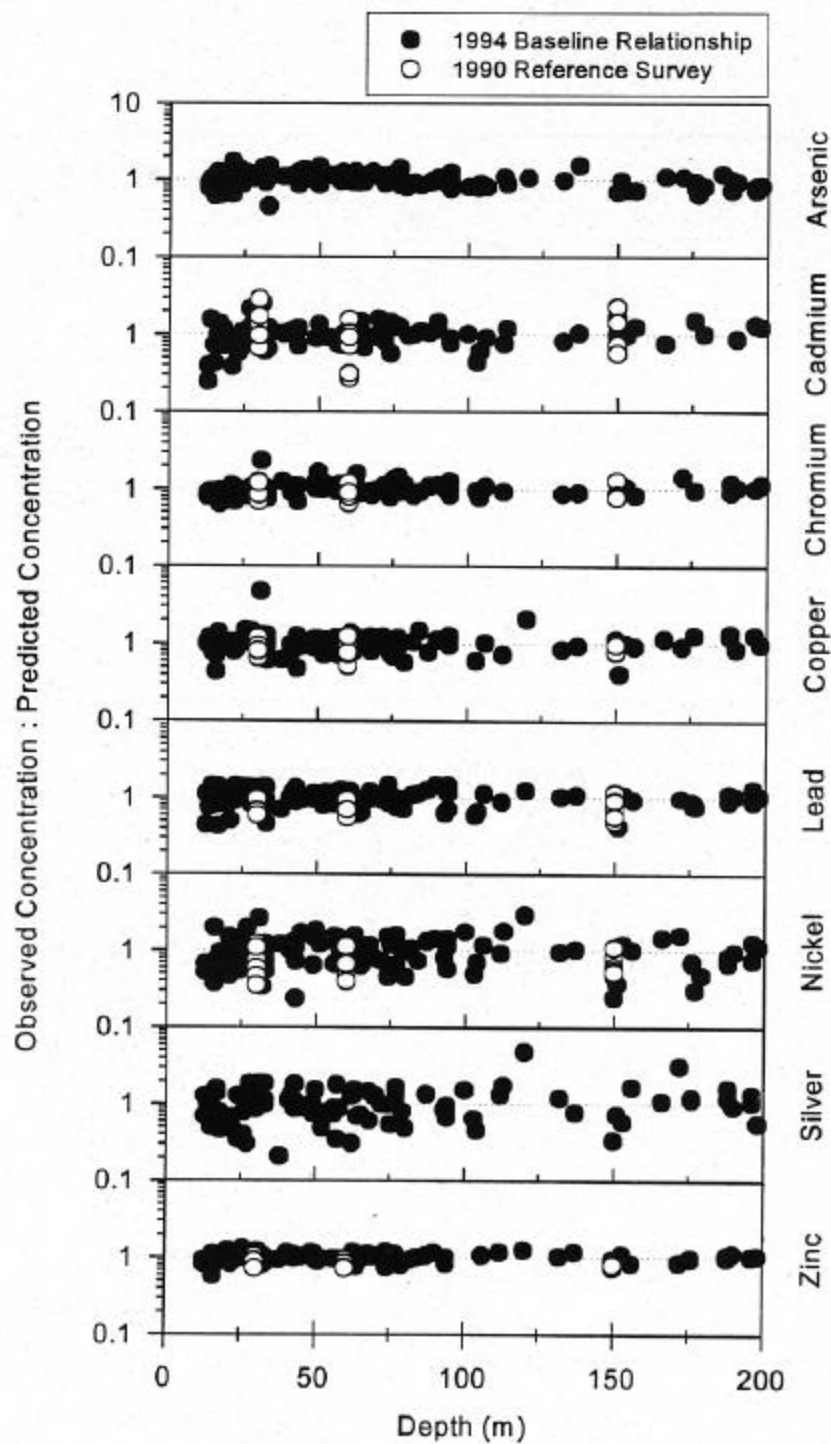 1994 Baseline Relationship
1990 Reference Survey
Observed Concentration : Predicted Concentration
10
1
0.1
Arsenic
1
0.1
Cadmium
1
0.1
Chromium
1
0.1
Copper
1
0.1
Lead
1
0.1
Nickel
1
0.1
Silver
1
0.1
Zinc
0 50 100 150 200
Depth (m)